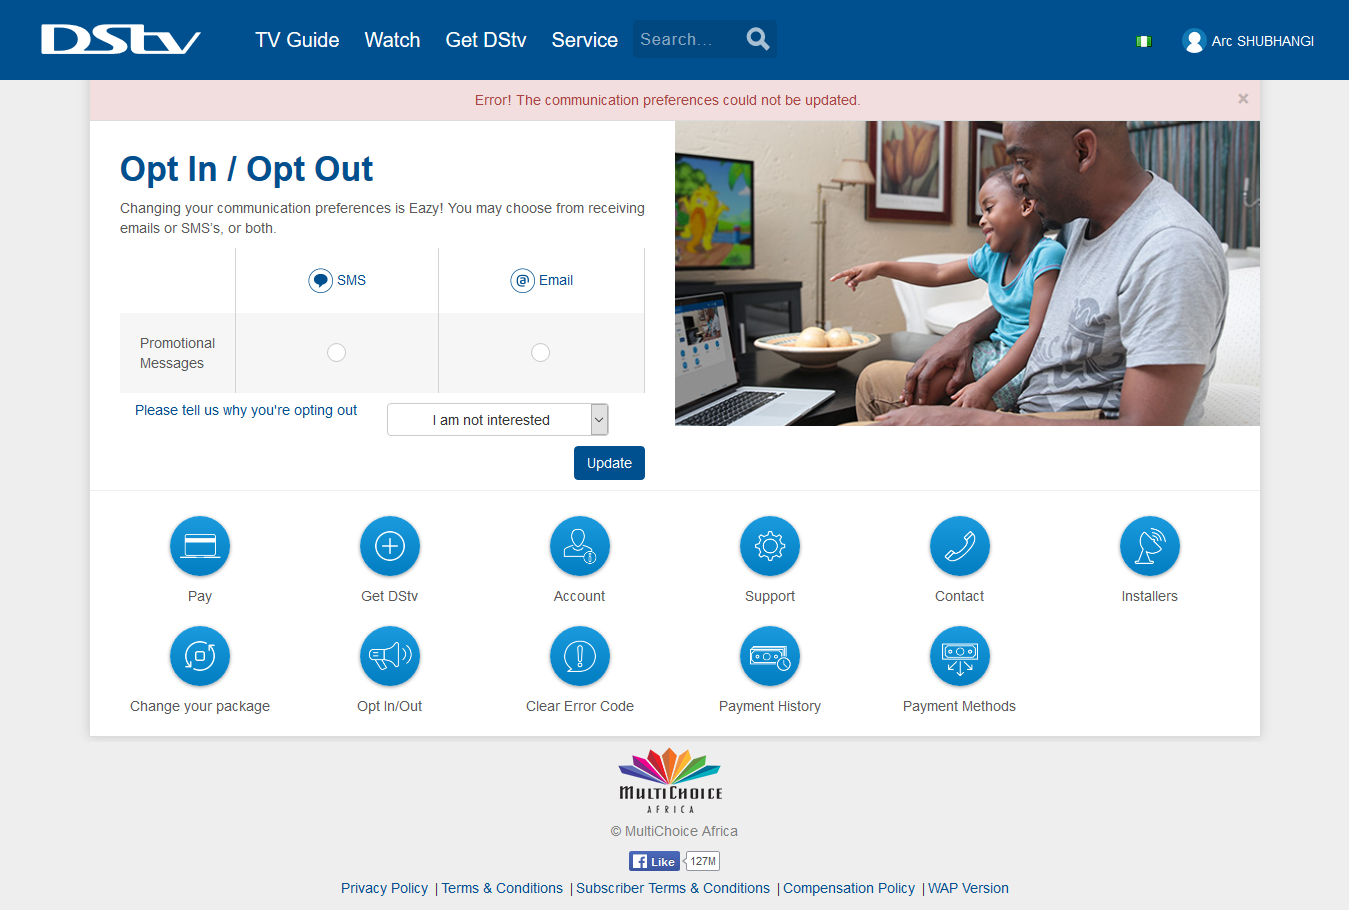 DStv
TV Guide Watch Get DStv Service Search... Arc SHUBHANGI
Error! The communication preferences could not be updated. ×
Opt In / Opt Out
Changing your communication preferences is Eazy! You may choose from receiving
emails or SMS's, or both.
SMS @ Email
Promotional
Messages
Please tell us why you're opting out I am not interested
Update
Pay Get DStv Account Support Contact Installers
Change your package Opt In/Out Clear Error Code Payment History Payment Methods
MULTICHOICE
AFRICA
© MultiChoice Africa
f Like 127M
Privacy Policy | Terms & Conditions | Subscriber Terms & Conditions | Compensation Policy | WAP Version